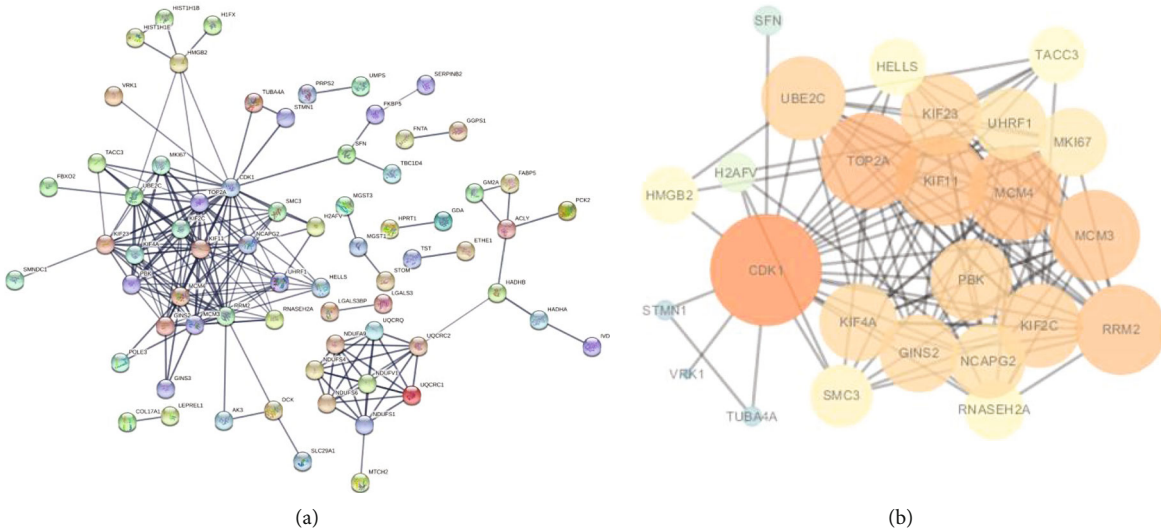 HIST1H1B
HIST1H1E
H1FX
HMGB2
VRK1
TUBA4A
STMN1
PRPS2
UMPS
SERPINB2
FKBP5
FNTA
GGPS1
SFN
TBC1D4
TACC3
MKI67
FBXO2
UBE2C
TOP2A
CDK1
SMC3
H2AFV
KIF2C
NCAPG2
KIF23
KIF4A
KIF11
SMNDC1
PBK
UHRF1
HELLS
MCM4
RRM2
RNASEH2A
GINS2
MCM3
POLE3
GINS3
MGST3
MGST1
STOM
HPRT1
GDA
TST
ETHE1
LGALS3BP
LGALS3
GM2A
FABP5
ACLY
PCK2
HADHB
HADHA
IVD
UQCRQ
NDUFA9
UQCRC2
NDUFS4
NDUFV1
UQCRC1
NDUFS6
NDUFS1
MTCH2
COL17A1
LEPREL1
AK3
DCX
SLC29A1
(a)
SFN
TACC3
HELLS
UBE2C
KIF23
UHRF1
MKI67
TOP2A
H2AFV
KIF11
MCM4
HMGB2
MCM3
CDK1
PBK
STMN1
KIF4A
KIF2C
RRM2
GINS2
NCAPG2
VRK1
SMC3
RNASEH2A
TUBA4A
(b)